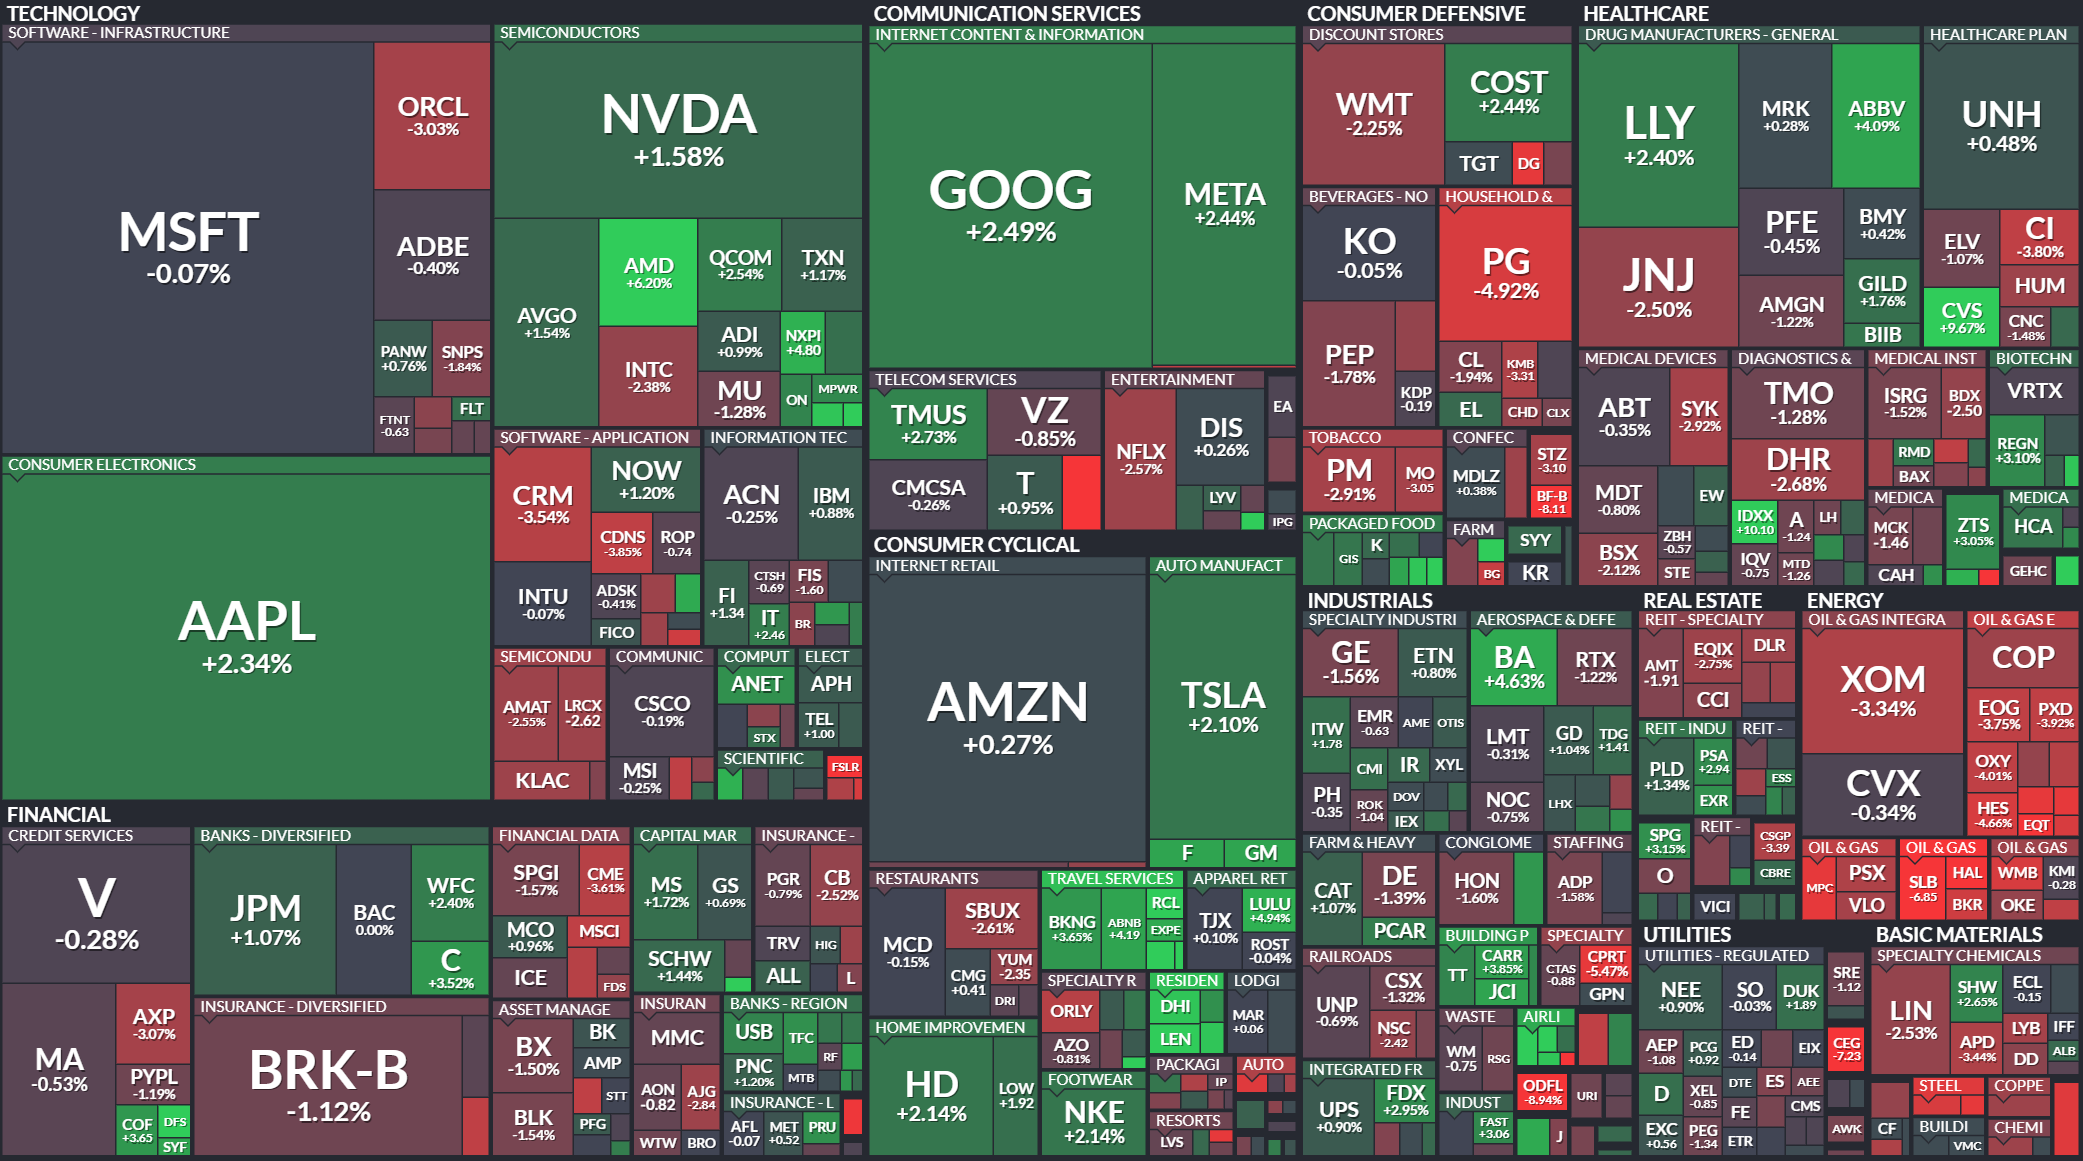 TECHNOLOGY
SOFTWARE - INFRASTRUCTURE
MSFT
-0.07%
ORCL
-3.03%
ADBE
-0.40%
PANW
+0.76%
SNPS
-1.84%
FTNT
-0.63
FLT
SEMICONDUCTORS
NVDA
+1.58%
AVGO
+1.54%
AMD
+6.20%
QCOM
+2.54%
TXN
+1.17%
INTC
-2.38%
ADI
+0.99%
NXPI
+4.80
MU
-1.28%
ON
MPWR
CONSUMER ELECTRONICS
AAPL
+2.34%
SOFTWARE - APPLICATION
CRM
-3.54%
NOW
+1.20%
CDNS
-3.85%
ROP
-0.74
INTU
-0.07%
ADSK
-0.41%
FICO
INFORMATION TEC
ACN
-0.25%
IBM
+0.88%
FI
+1.34
CTSH
-0.69
FIS
-1.60
IT
+2.46
BR
SEMICONDU
AMAT
-2.55%
LRCX
-2.62
KLAC
COMMUNIC
CSCO
-0.19%
MSI
-0.25%
COMPUT
ANET
STX
ELECT
APH
TEL
+1.00
SCIENTIFIC
FSLR
COMMUNICATION SERVICES
INTERNET CONTENT & INFORMATION
GOOG
+2.49%
META
+2.44%
TELECOM SERVICES
TMUS
+2.73%
VZ
-0.85%
CMCSA
-0.26%
T
+0.95%
ENTERTAINMENT
NFLX
-2.57%
DIS
+0.26%
LYV
EA
IPG
CONSUMER CYCLICAL
INTERNET RETAIL
AMZN
+0.27%
AUTO MANUFACT
TSLA
+2.10%
F
GM
RESTAURANTS
MCD
-0.15%
SBUX
-2.61%
CMG
+0.41
YUM
-2.35
DRI
TRAVEL SERVICES
BKNG
+3.65%
ABNB
+4.19
RCL
EXPE
APPAREL RET
TJX
+0.10%
LULU
+4.94%
ROST
-0.04%
HOME IMPROVEMEN
HD
+2.14%
LOW
+1.92
SPECIALTY R
ORLY
AZO
-0.81%
RESIDEN
DHI
LEN
LODGI
MAR
+0.06
FOOTWEAR
NKE
+2.14%
PACKAGI
IP
AUTO
RESORTS
LVS
CONSUMER DEFENSIVE
DISCOUNT STORES
WMT
-2.25%
COST
+2.44%
TGT
DG
BEVERAGES - NO
KO
-0.05%
PEP
-1.78%
KDP
-0.19
HOUSEHOLD &
PG
-4.92%
CL
-1.94%
KMB
-3.31
EL
CHD
CLX
TOBACCO
PM
-2.91%
MO
-3.05
CONFEC
MDLZ
+0.38%
STZ
-3.10
BF-B
-8.11
PACKAGED FOOD
GIS
K
FARM
BG
SYY
KR
HEALTHCARE
DRUG MANUFACTURERS - GENERAL
LLY
+2.40%
JNJ
-2.50%
MRK
+0.28%
ABBV
+4.09%
PFE
-0.45%
BMY
+0.42%
AMGN
-1.22%
GILD
+1.76%
BIIB
HEALTHCARE PLAN
UNH
+0.48%
ELV
-1.07%
CI
-3.80%
CVS
+9.67%
HUM
CNC
-1.48%
MEDICAL DEVICES
ABT
-0.35%
SYK
-2.92%
MDT
-0.80%
EW
BSX
-2.12%
ZBH
-0.57
STE
DIAGNOSTICS &
TMO
-1.28%
DHR
-2.68%
IDXX
+10.10
A
-1.24
LH
IQV
-0.75
MTD
-1.26
MEDICAL INST
ISRG
-1.52%
BDX
-2.50
RMD
BAX
BIOTECHN
VRTX
REGN
+3.10%
MEDICA
MCK
-1.46
CAH
ZTS
+3.05%
MEDICA
HCA
GEHC
INDUSTRIALS
SPECIALTY INDUSTRI
GE
-1.56%
ETN
+0.80%
ITW
+1.78
EMR
-0.63
AME
OTIS
CMI
IR
XYL
PH
-0.35
ROK
-1.04
DOV
IEX
AEROSPACE & DEFE
BA
+4.63%
RTX
-1.22%
LMT
-0.31%
GD
+1.04%
TDG
+1.41
NOC
-0.75%
LHX
FARM & HEAVY
CAT
+1.07%
DE
-1.39%
PCAR
CONGLOME
HON
-1.60%
STAFFING
ADP
-1.58%
RAILROADS
UNP
-0.69%
CSX
-1.32%
NSC
-2.42
BUILDING P
TT
CARR
+3.85%
JCI
SPECIALTY
CTAS
-0.88
CPRT
-5.47%
GPN
INTEGRATED FR
UPS
+0.90%
FDX
+2.95%
WASTE
WM
-0.75
RSG
AIRLI
INDUST
FAST
+3.06
ODFL
-8.94%
URI
J
REAL ESTATE
REIT - SPECIALTY
AMT
-1.91
EQIX
-2.75%
DLR
CCI
REIT - INDU
PLD
+1.34%
PSA
+2.94
EXR
REIT -
ESS
SPG
+3.15%
O
REIT -
CSGP
-3.39
CBRE
VICI
ENERGY
OIL & GAS INTEGRA
XOM
-3.34%
CVX
-0.34%
OIL & GAS E
COP
EOG
-3.75%
PXD
-3.92%
OXY
-4.01%
HES
-4.66%
EQT
OIL & GAS
MPC
PSX
VLO
OIL & GAS
SLB
-6.85
HAL
BKR
OIL & GAS
WMB
KMI
-0.28
OKE
UTILITIES
UTILITIES - REGULATED
NEE
+0.90%
SO
-0.03%
DUK
+1.89
AEP
-1.08
PCG
+0.92
ED
-0.14
EIX
D
XEL
-0.85
DTE
ES
AEE
FE
CMS
EXC
+0.56
PEG
-1.34
ETR
SRE
-1.12
CEG
-7.23
AWK
BASIC MATERIALS
SPECIALTY CHEMICALS
LIN
-2.53%
SHW
+2.65%
ECL
-0.15
APD
-3.44%
LYB
IFF
DD
ALB
CF
STEEL
COPPE
BUILDI
VMC
CHEMI
FINANCIAL
CREDIT SERVICES
V
-0.28%
MA
-0.53%
AXP
-3.07%
PYPL
-1.19%
COF
+3.65
DFS
SYF
BANKS - DIVERSIFIED
JPM
+1.07%
BAC
0.00%
WFC
+2.40%
C
+3.52%
INSURANCE - DIVERSIFIED
BRK-B
-1.12%
FINANCIAL DATA
SPGI
-1.57%
CME
-3.61%
MCO
+0.96%
MSCI
ICE
FDS
CAPITAL MAR
MS
+1.72%
GS
+0.69%
SCHW
+1.44%
INSURANCE -
PGR
-0.79%
CB
-2.52%
TRV
HIG
ALL
L
ASSET MANAGE
BX
-1.50%
BK
AMP
BLK
-1.54%
STT
PFG
INSURAN
MMC
AON
-0.82
AJG
-2.84
WTW
BRO
BANKS - REGION
USB
TFC
RF
PNC
+1.20%
MTB
INSURANCE - L
AFL
-0.07
MET
+0.52
PRU